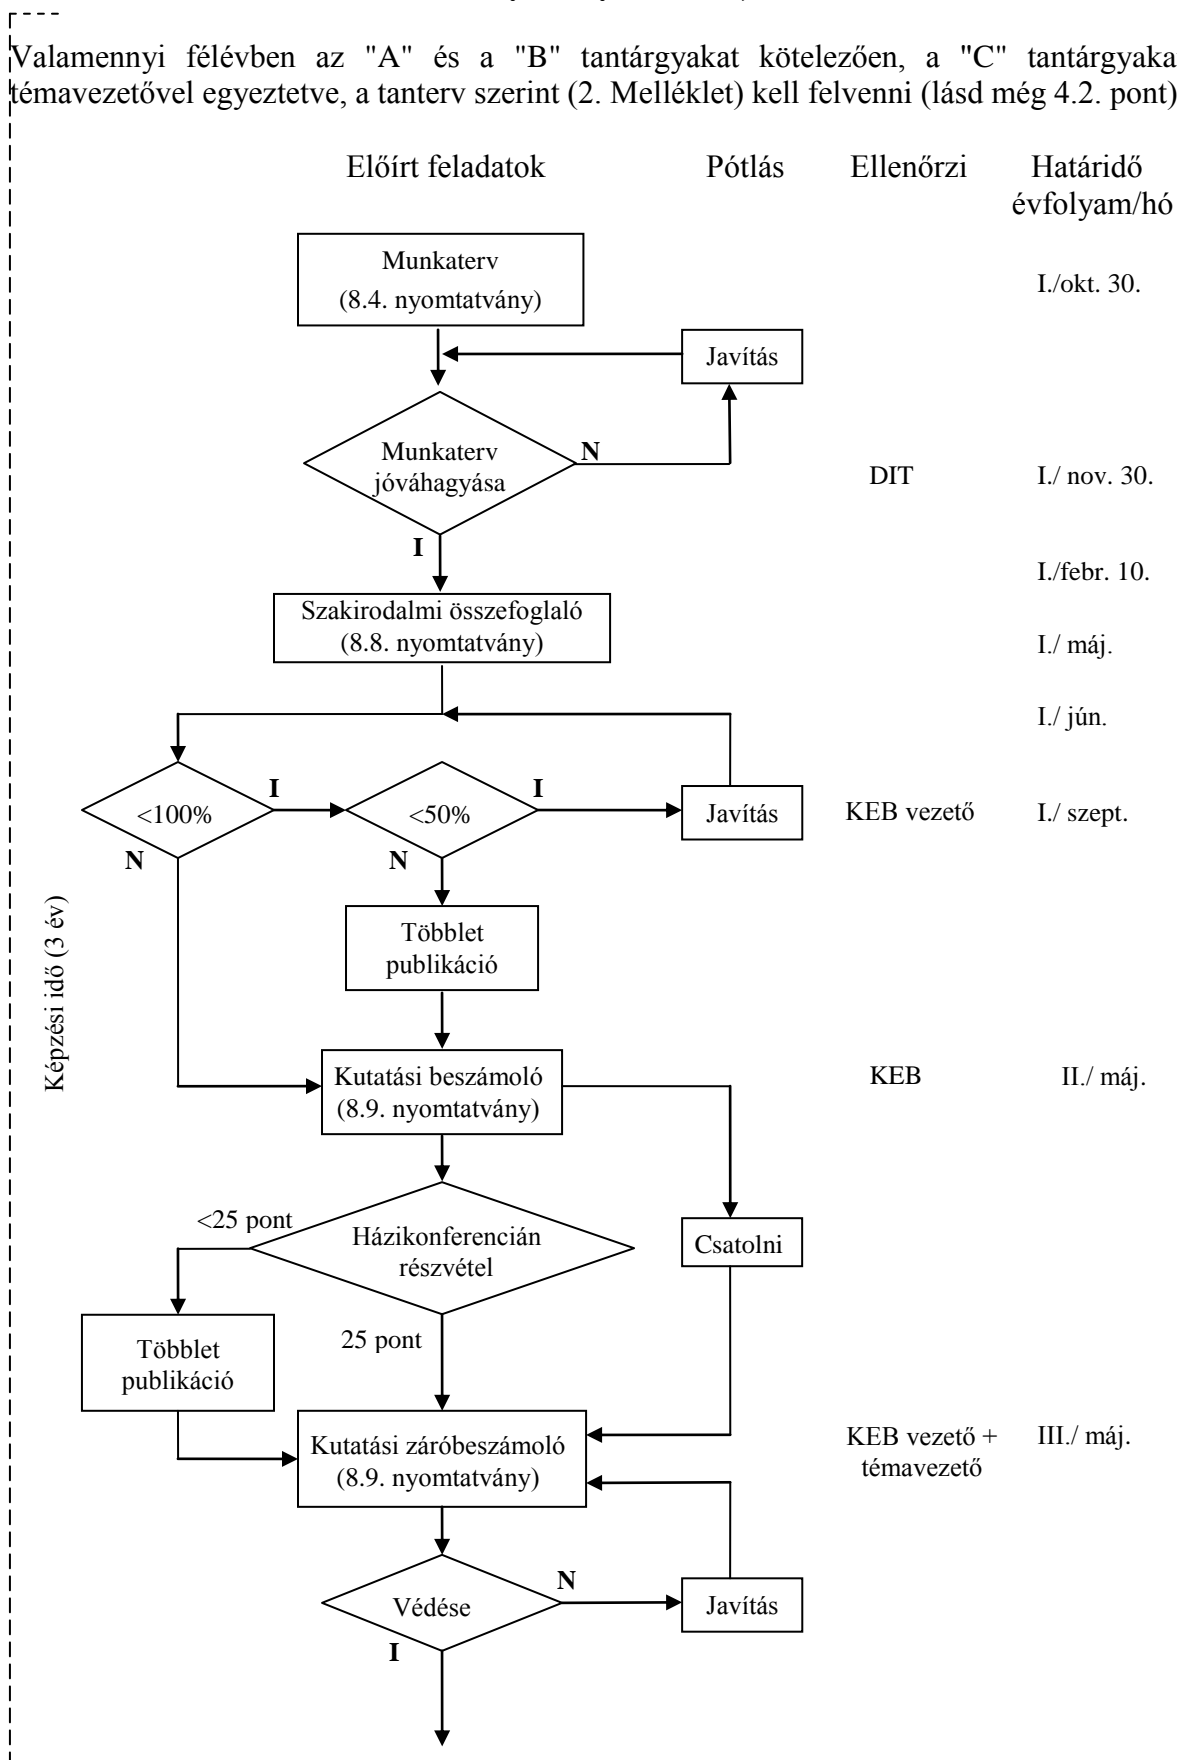 Valamennyi félévben az "A" és a "B" tantárgyakat kötelezően, a "C" tantárgyaka
témavezetővel egyeztetve, a tanterv szerint (2. Melléklet) kell felvenni (lásd még 4.2. pont)
Előírt feladatok Pótlás Ellenőrzi Határidő
évfolyam/hó
Munkaterv
(8.4. nyomtatvány)
I./okt. 30.
Javítás
Munkaterv
jóváhagyása
N
DIT
I./ nov. 30.
I
I./febr. 10.
Szakirodalmi összefoglaló
(8.8. nyomtatvány)
I./ máj.
I./ jún.
<100%
I
<50%
I
Javítás
KEB vezető
I./ szept.
N
N
Többlet
publikáció
Képzési idő (3 év)
Kutatási beszámoló
(8.9. nyomtatvány)
KEB
II./ máj.
<25 pont
Házikonferencián
részvétel
Csatolni
25 pont
Többlet
publikáció
Kutatási záróbeszámoló
(8.9. nyomtatvány)
KEB vezető +
témavezető
III./ máj.
Védése
N
Javítás
I